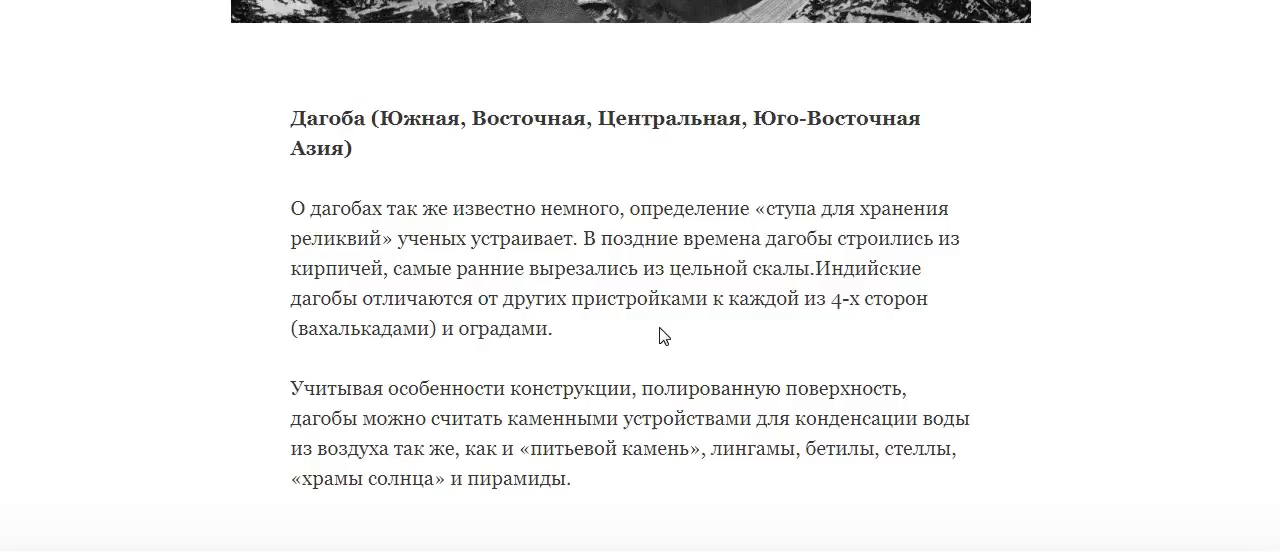 Дагоба (Южная, Восточная, Центральная, Юго-Восточная
Азия)
О дагобах так же известно немного, определение «ступа для хранения
реликвий» ученых устраивает. В поздние времена дагобы строились из
кирпичей, самые ранние вырезались из цельной скалы.Индийские
дагобы отличаются от других пристройками к каждой из 4-х сторон
(вахалькадами) и оградами.
Учитывая особенности конструкции, полированную поверхность,
дагобы можно считать каменными устройствами для конденсации воды
из воздуха так же, как и «питьевой камень», лингамы, бетилы, стеллы,
«храмы солнца» и пирамиды.